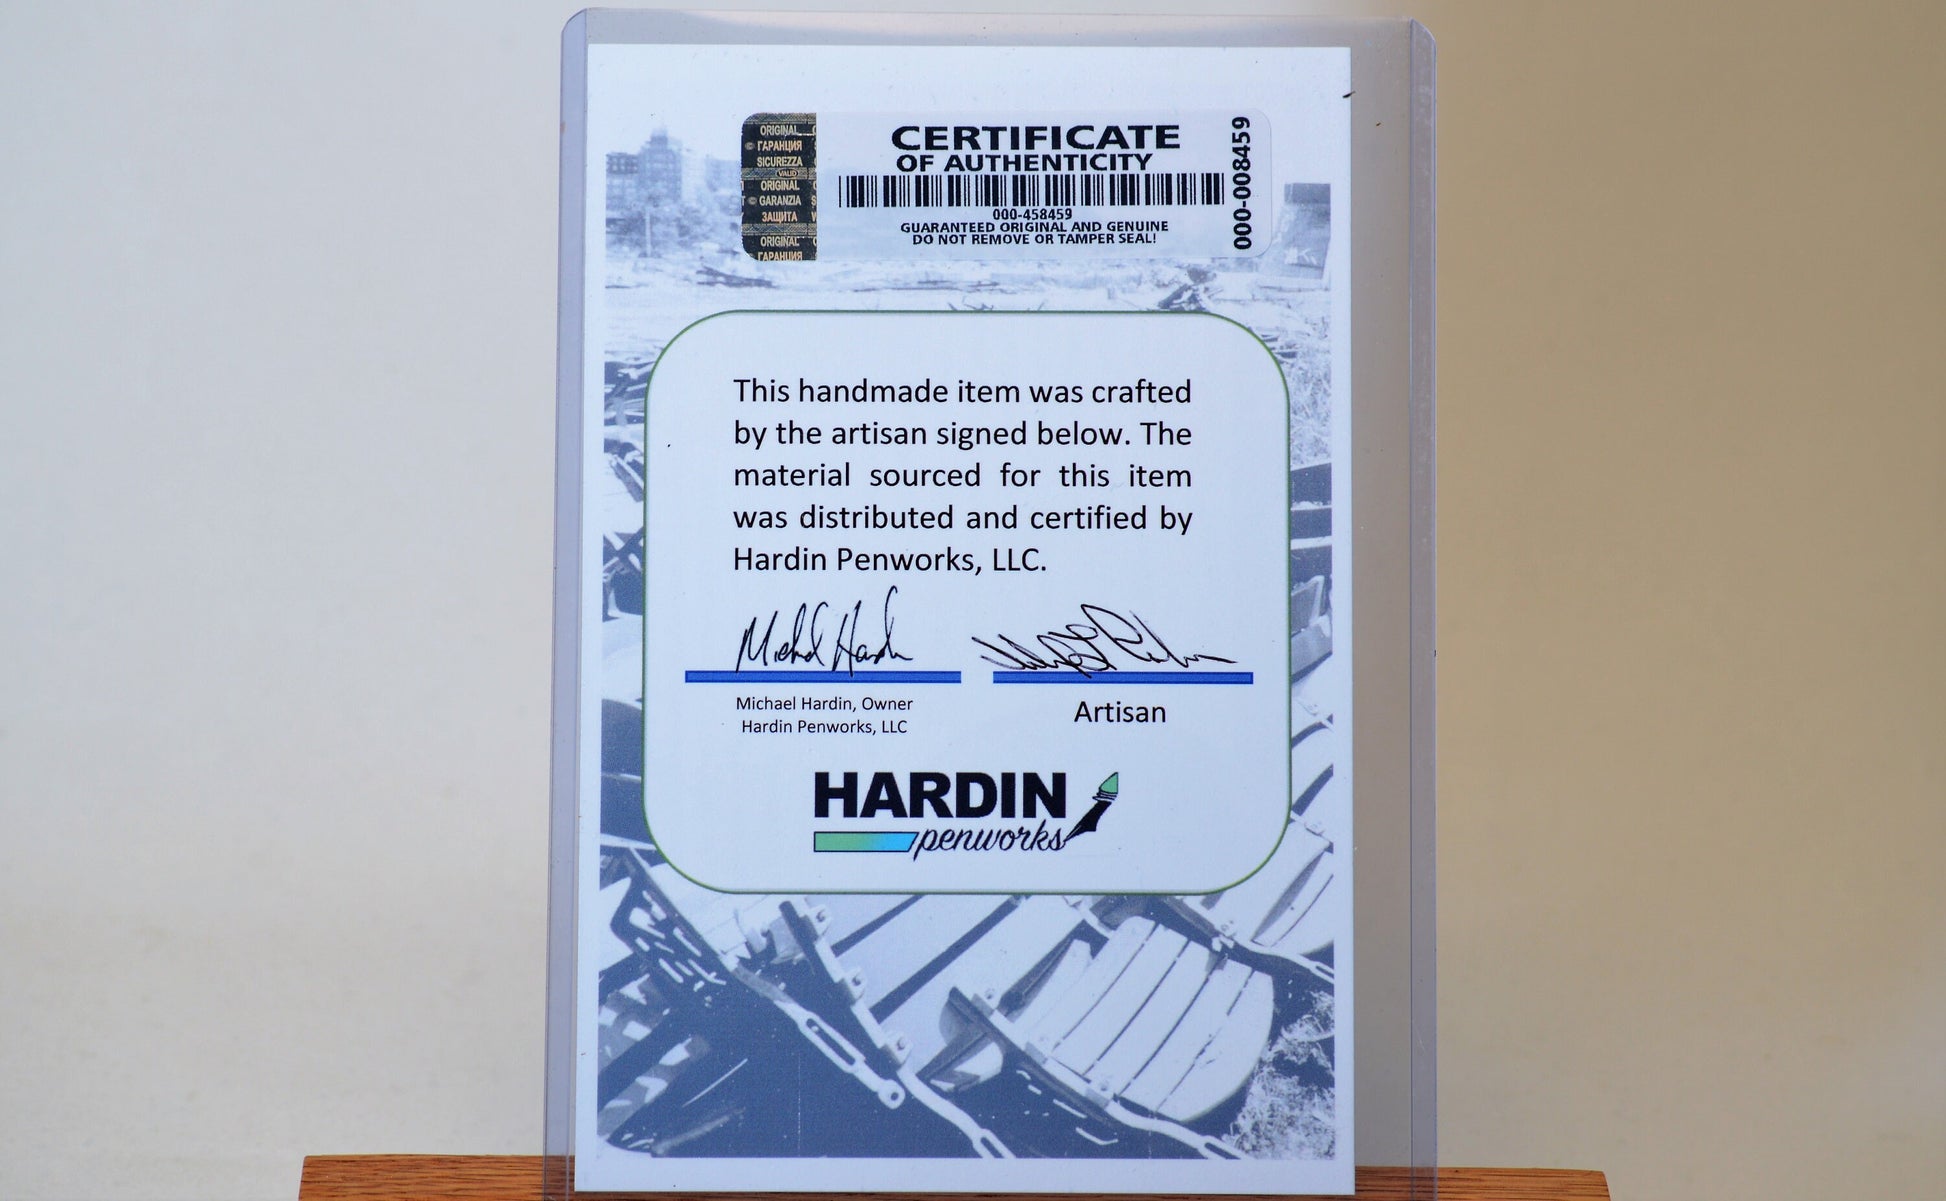 ORIGINAL
© ГАРАНЦИЯ
SICUREZZA
VALID
ORIGINAL
© GARANZIA
ЗАЩИТА
ORIGINAL
ГАРАНЦИЯ
CERTIFICATE
OF AUTHENTICITY
000-458459
GUARANTEED ORIGINAL AND GENUINE
DO NOT REMOVE OR TAMPER SEAL!
000-008459
This handmade item was crafted
by the artisan signed below. The
material sourced for this item
was distributed and certified by
Hardin Penworks, LLC.
Michael Hardin
Michael Hardin, Owner
Hardin Penworks, LLC
Artisan
HARDIN
penworks